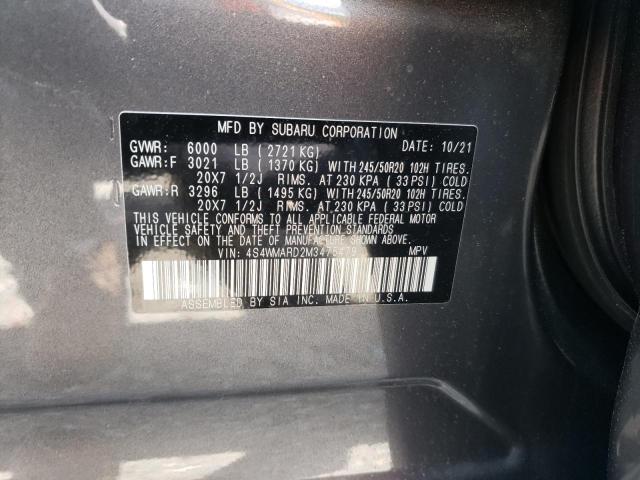 MFD BY SUBARU CORPORATION
DATE: 10/21
GVWR: 6000 LB (2721 KG)
GAWR:F 3021 LB (1370 KG) WITH 245/50R20 102H TIRES.
20X7 1/2J RIMS. AT 230 KPA (33 PSI) COLD
GAWR:R 3296 LB (1495 KG) WITH 245/50R20 102H TIRES.
20X7 1/2J RIMS. AT 230 KPA (33 PSI) COLD
THIS VEHICLE CONFORMS TO ALL APPLICABLE FEDERAL MOTOR
VEHICLE SAFETY AND THEFT PREVENTION STANDARDS
IN EFFECT ON THE DATE OF MANUFACTURE SHOWN ABOVE.
VIN: MPV
ASSEMBLED BY SIA INC. MADE IN U.S.A.